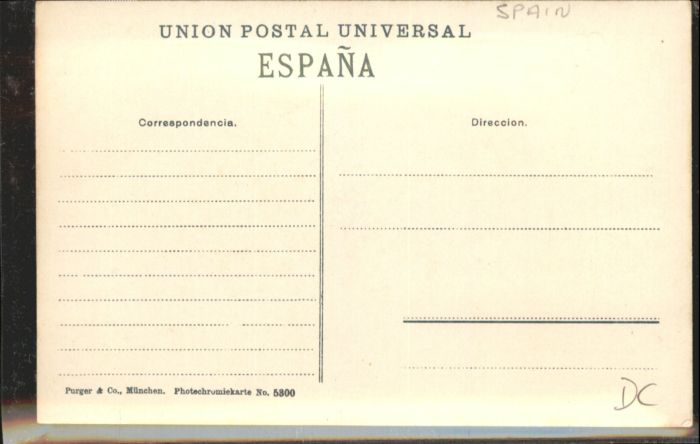 SPAIN
UNION POSTAL UNIVERSAL
ESPAÑA
Correspondencia.
Direccion.
Purger & Co., München. Photochromiekarte No. 5300
DC